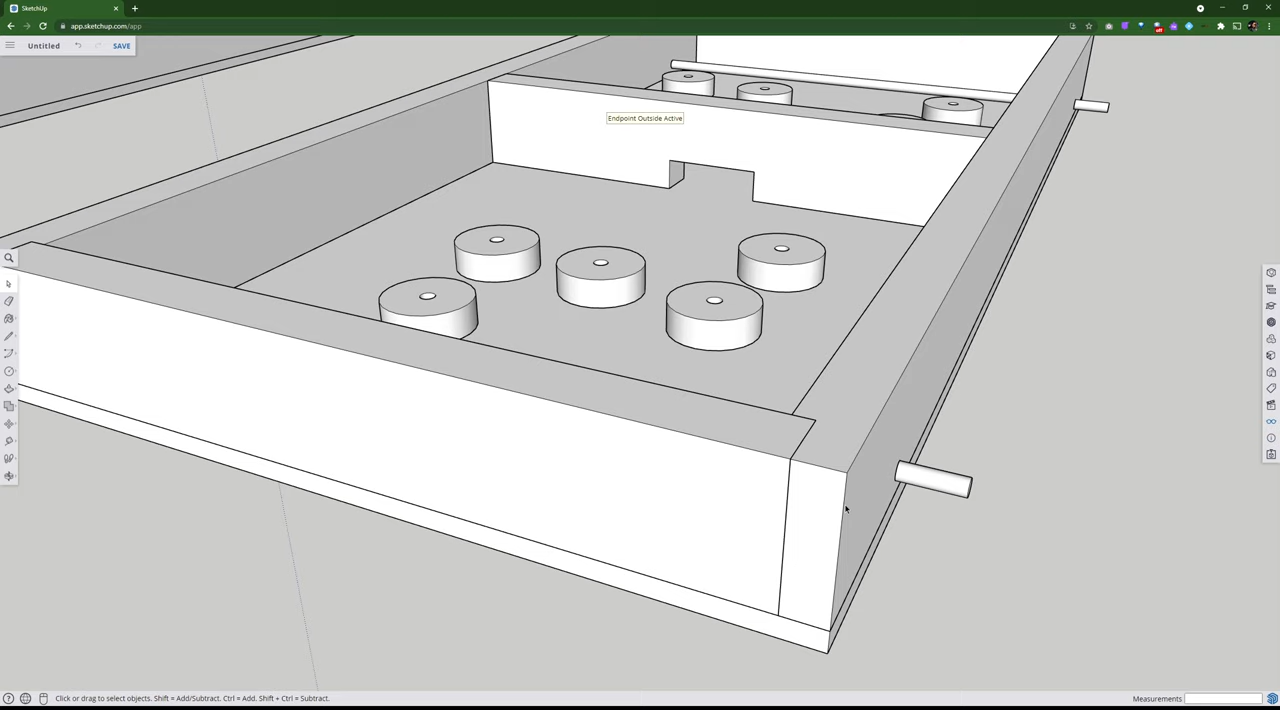 SketchUp
app.sketchup.com/app
Untitled
SAVE
Endpoint Outside Active
Click or drag to select objects. Shift = Add/Subtract. Ctrl = Add. Shift + Ctrl = Subtract.
Measurements